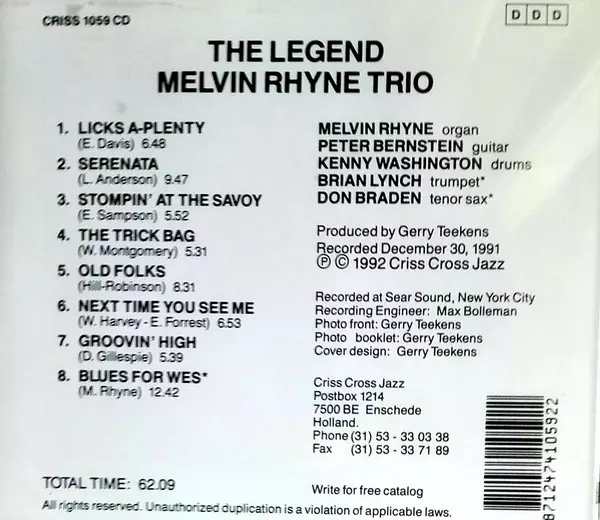 CRISS 1059 CD
D D D
THE LEGEND
MELVIN RHYNE TRIO
1. LICKS A-PLENTY
(E. Davis) 6.48
2. SERENATA
(L. Anderson) 9.47
3. STOMPIN' AT THE SAVOY
(E. Sampson) 5.52
4. THE TRICK BAG
(W. Montgomery) 5.31
5. OLD FOLKS
(Hill-Robinson) 8.31
6. NEXT TIME YOU SEE ME
(W. Harvey - E. Forrest) 6.53
7. GROOVIN' HIGH
(D. Gillespie) 5.39
8. BLUES FOR WES*
(M. Rhyne) 12.42
TOTAL TIME: 62.09
MELVIN RHYNE organ
PETER BERNSTEIN guitar
KENNY WASHINGTON drums
BRIAN LYNCH trumpet*
DON BRADEN tenor sax*
Produced by Gerry Teekens
Recorded December 30, 1991
℗ © 1992 Criss Cross Jazz
Recorded at Sear Sound, New York City
Recording Engineer: Max Bolleman
Photo front: Gerry Teekens
Photo booklet: Gerry Teekens
Cover design: Gerry Teekens
Criss Cross Jazz
Postbox 1214
7500 BE Enschede
Holland.
Phone (31) 53 - 33 03 38
Fax (31) 53 - 33 71 89
Write for free catalog
8712474105922
All rights reserved. Unauthorized duplication is a violation of applicable laws.